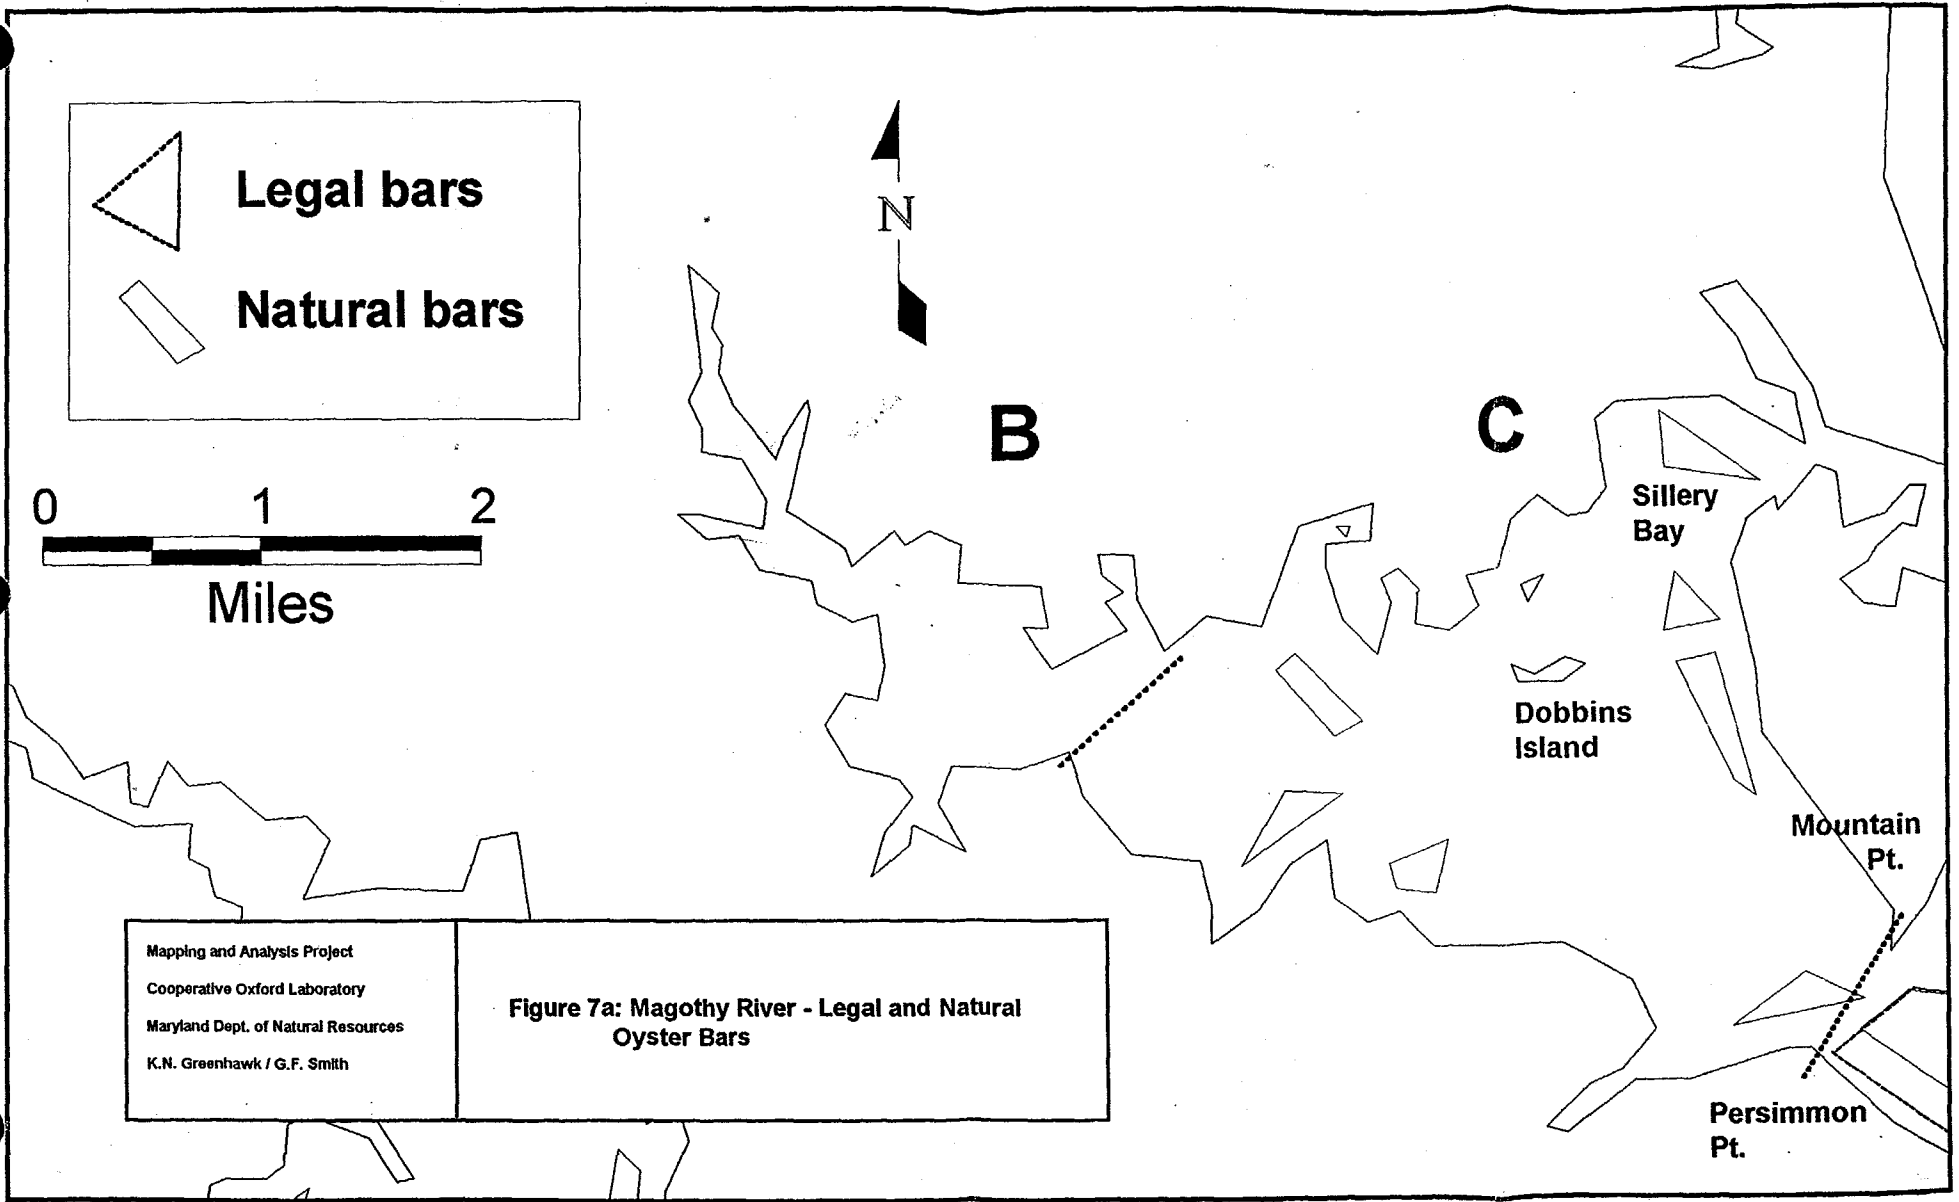 Legal bars
Natural bars
N
B
C
0 1 2
Miles
Sillery
Bay
Dobbins
Island
Mountain
Pt.
Persimmon
Pt.
Mapping and Analysis Project
Cooperative Oxford Laboratory
Maryland Dept. of Natural Resources
K.N. Greenhawk / G.F. Smith
Figure 7a: Magothy River - Legal and Natural
Oyster Bars